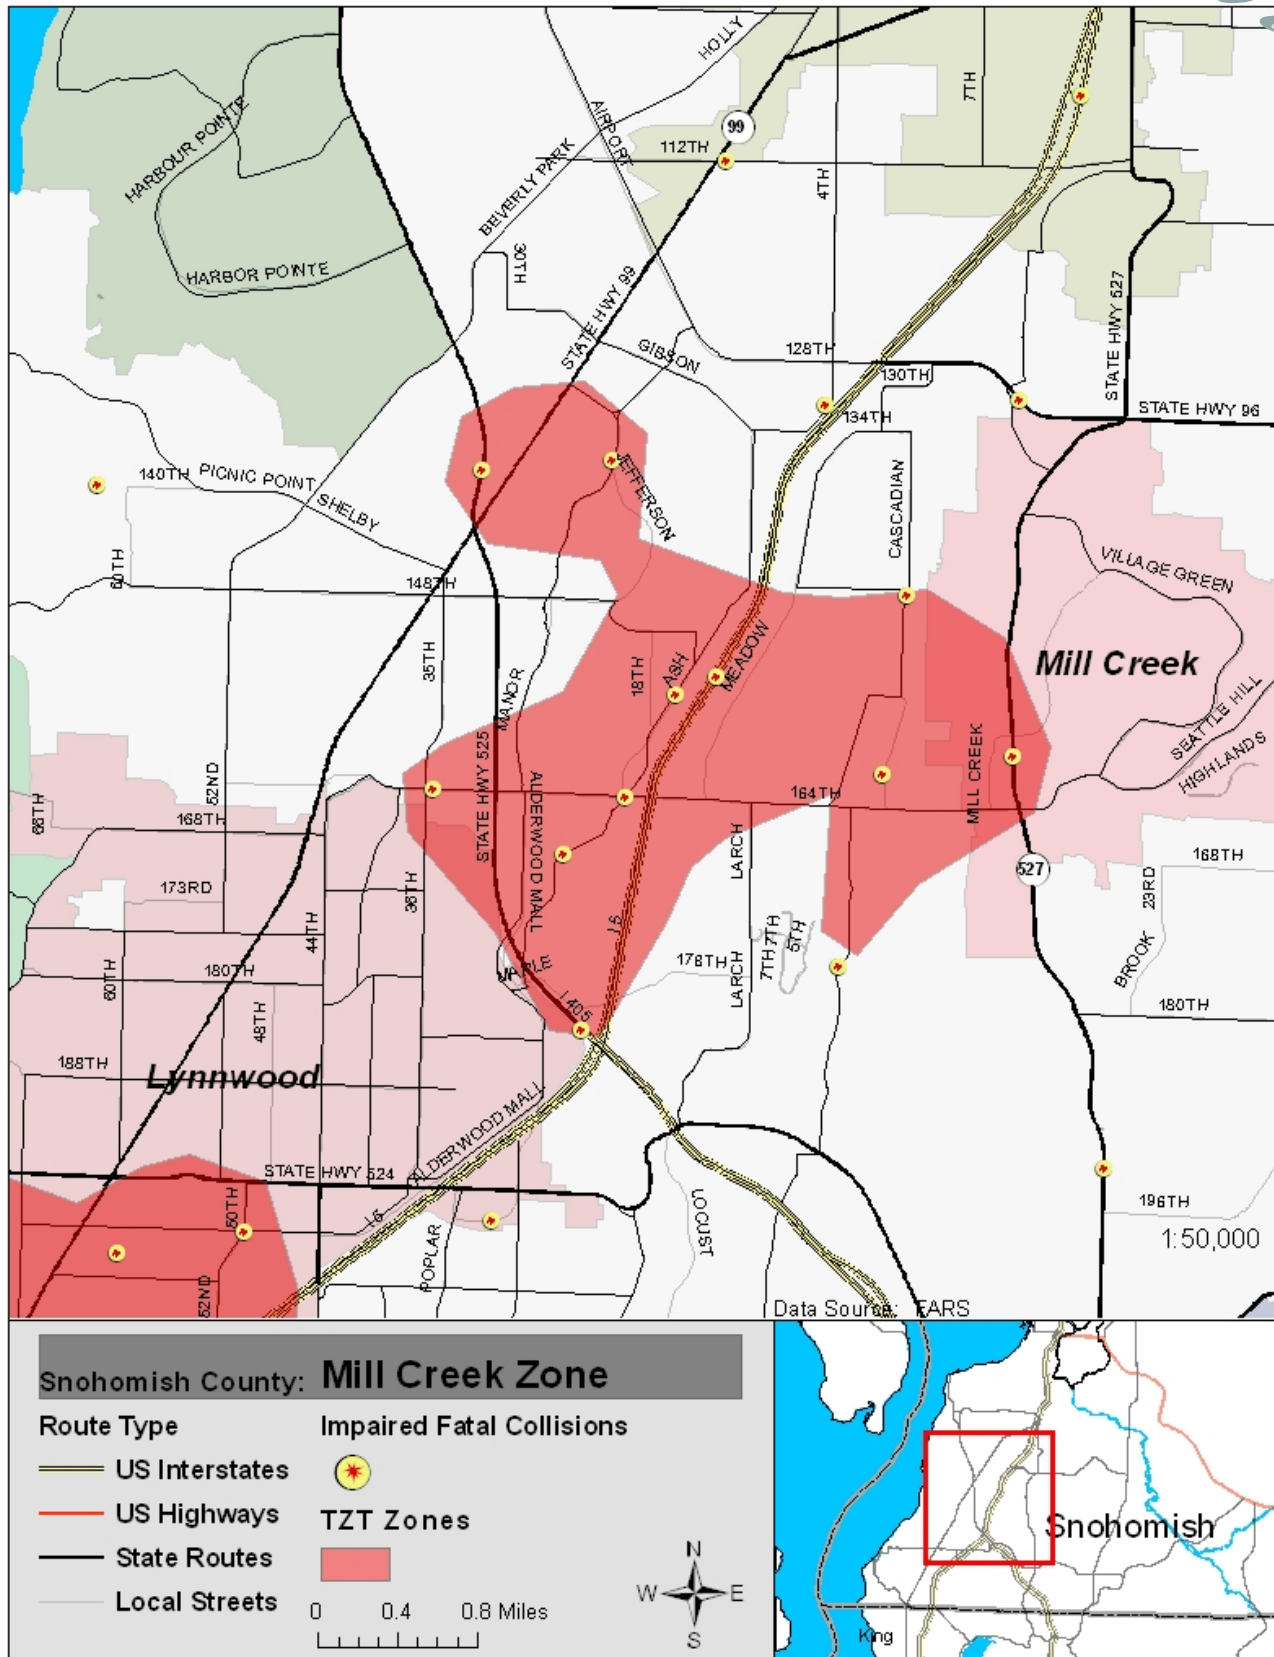 HOLLY
7TH
HARBOUR POINTE
AIRPORT
99
112TH
BEVERLY PARK
4TH
30TH
HARBOR POINTE
STATE HWY 99
STATE HWY 527
GIBSON
128TH
130TH
134TH
STATE HWY 96
140TH
PICNIC POINT
SHELBY
JEFFERSON
CASCADIAN
60TH
148TH
VILLAGE GREEN
35TH
MANOR
18TH
ASH
MEADOW
Mill Creek
SEATTLE HILL
HIGHLANDS
52ND
STATE HWY 525
ALDERWOOD MALL
MILL CREEK
164TH
66TH
168TH
LARCH
527
168TH
173RD
36TH
44TH
I 5
7TH
7TH
5TH
23RD
BROOK
MAPLE
176TH
LARCH
180TH
60TH
48TH
I 405
180TH
188TH
Lynnwood
ALDERWOOD MALL
STATE HWY 524
50TH
I 5
POPLAR
LOCUST
196TH
1:50,000
52ND
Data Source: FARS
Snohomish County: Mill Creek Zone
Route Type
Impaired Fatal Collisions
US Interstates
US Highways
TZT Zones
State Routes
Local Streets
0 0.4 0.8 Miles
N
W E
S
Snohomish
King